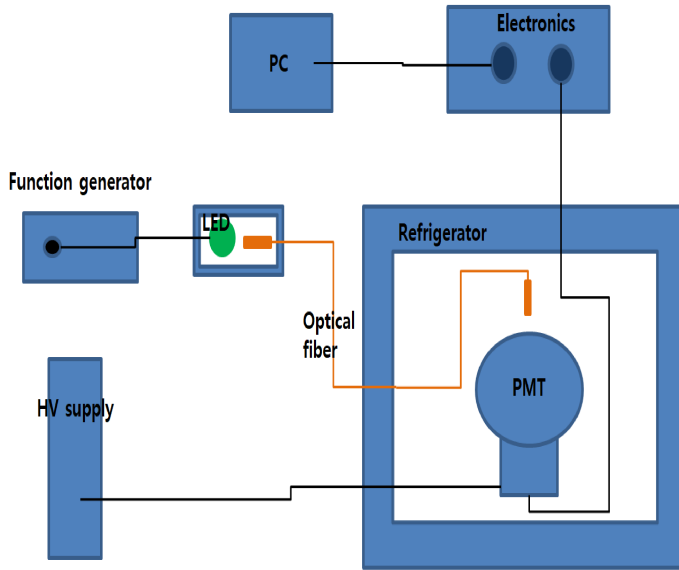 Electronics
PC
Function generator
LED
Refrigerator
Optical
fiber
PMT
HV supply